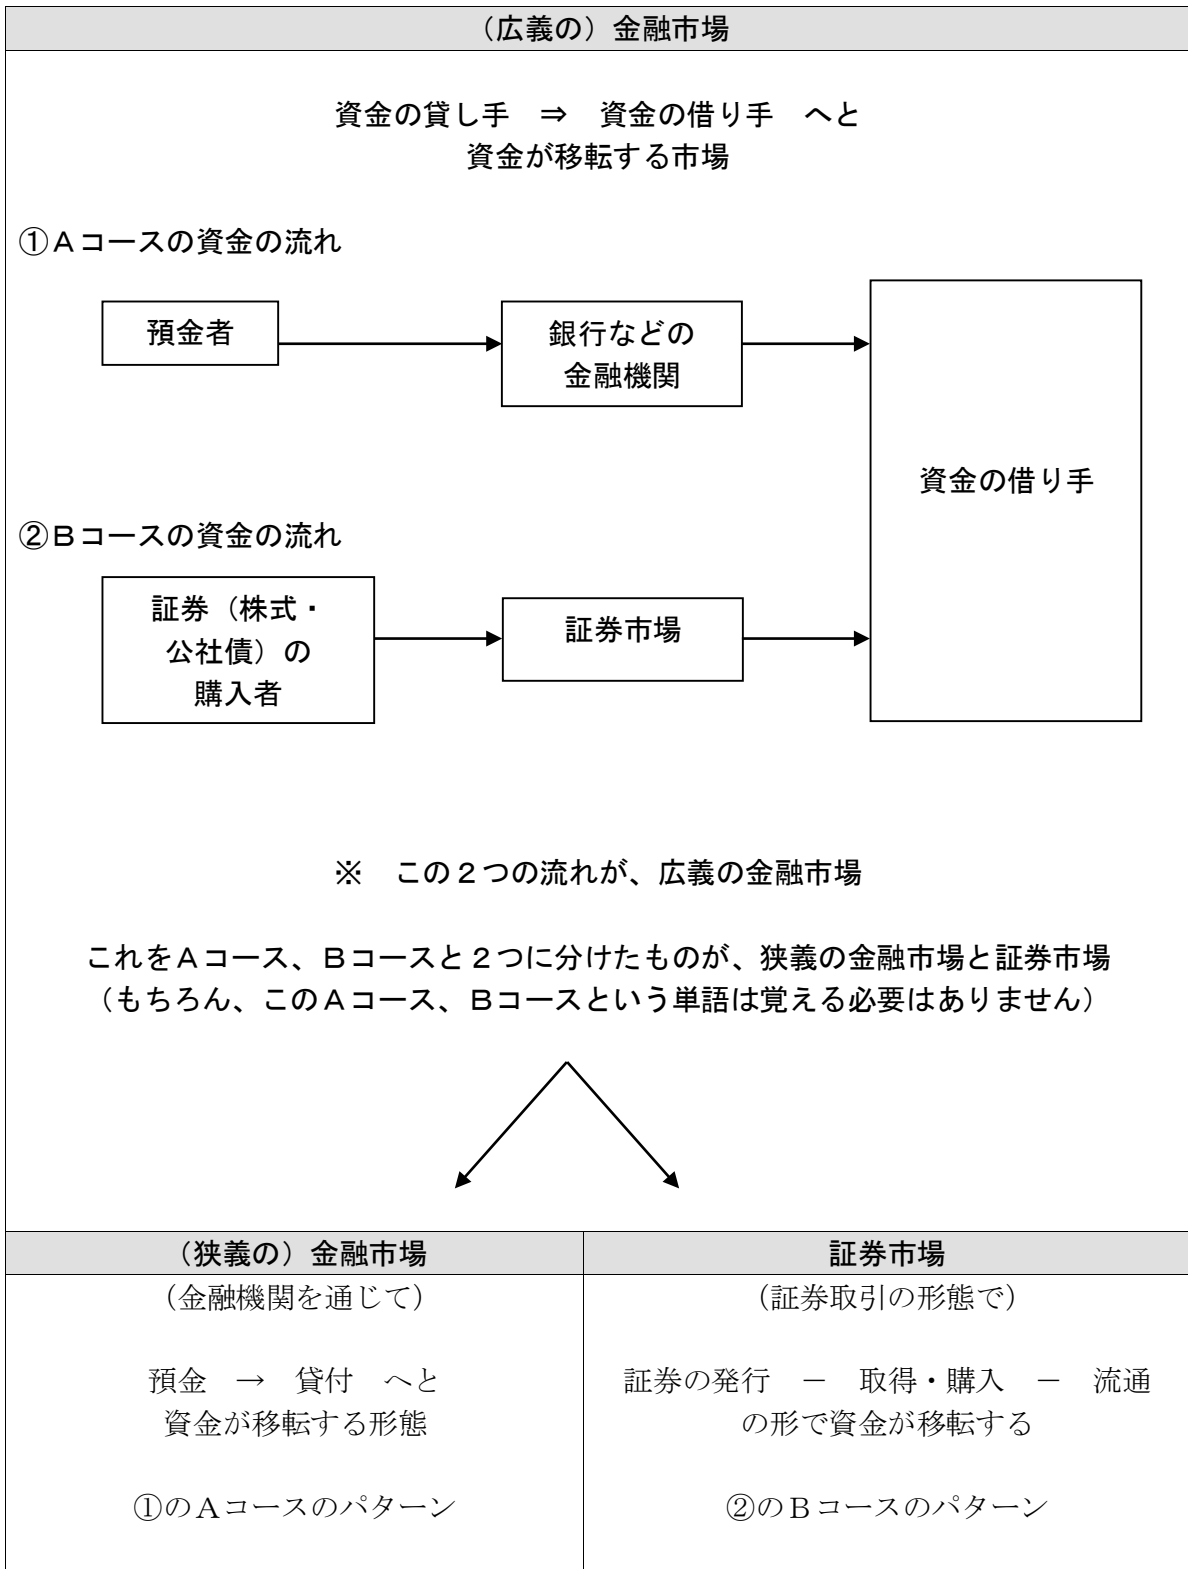 （広義の）金融市場
資金の貸し手　⇒　資金の借り手　へと
資金が移転する市場
①Ａコースの資金の流れ
預金者
銀行などの
金融機関
資金の借り手
②Ｂコースの資金の流れ
証券（株式・
公社債）の
購入者
証券市場
※　この２つの流れが、広義の金融市場
これをＡコース、Ｂコースと２つに分けたものが、狭義の金融市場と証券市場
（もちろん、このＡコース、Ｂコースという単語は覚える必要はありません）
（狭義の）金融市場
（金融機関を通じて）
預金　→　貸付　へと
資金が移転する形態
①のＡコースのパターン
証券市場
（証券取引の形態で）
証券の発行　－　取得・購入　－　流通
の形で資金が移転する
②のＢコースのパターン